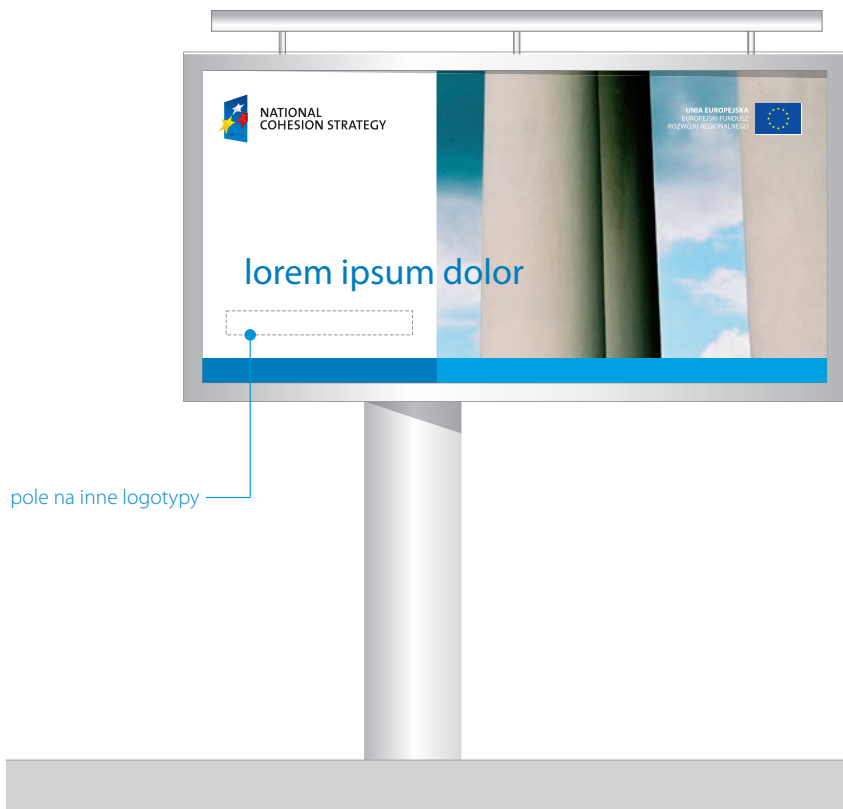 NATIONAL
COHESION STRATEGY
UNIA EUROPEJSKA
EUROPEJSKI FUNDUSZ
ROZWOJU REGIONALNEGO
lorem ipsum dolor
pole na inne logotypy